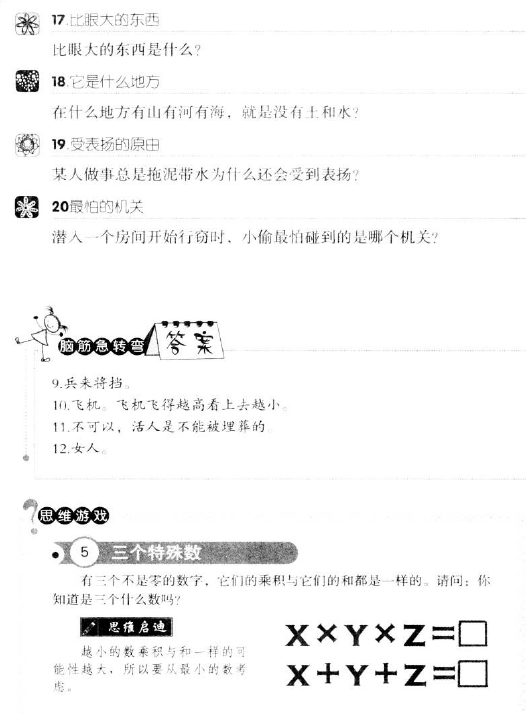 17.比眼大的东西
比眼大的东西是什么?
18.它是什么地方
在什么地方有山有河有海，就是没有土和水?
19.受表扬的原由
某人做事总是拖泥带水为什么还会受到表扬?
20最怕的机关
潜入一个房间开始行窃时，小偷最怕碰到的是哪个机关?
脑筋急转弯 答案
9.兵来将挡。
10.飞机。飞机飞得越高看上去越小。
11.不可以，活人是不能被埋葬的
12.女人。
?思维游戏
5 三个特殊数
有三个不是零的数字，它们的乘积与它们的和都是一样的。请问：你
知道是三个什么数吗?
思维启迪
越小的数乘积与和一样的可
能性越大，所以要从最小的数考
虑。
X×Y×Z=□
X+Y+Z=□